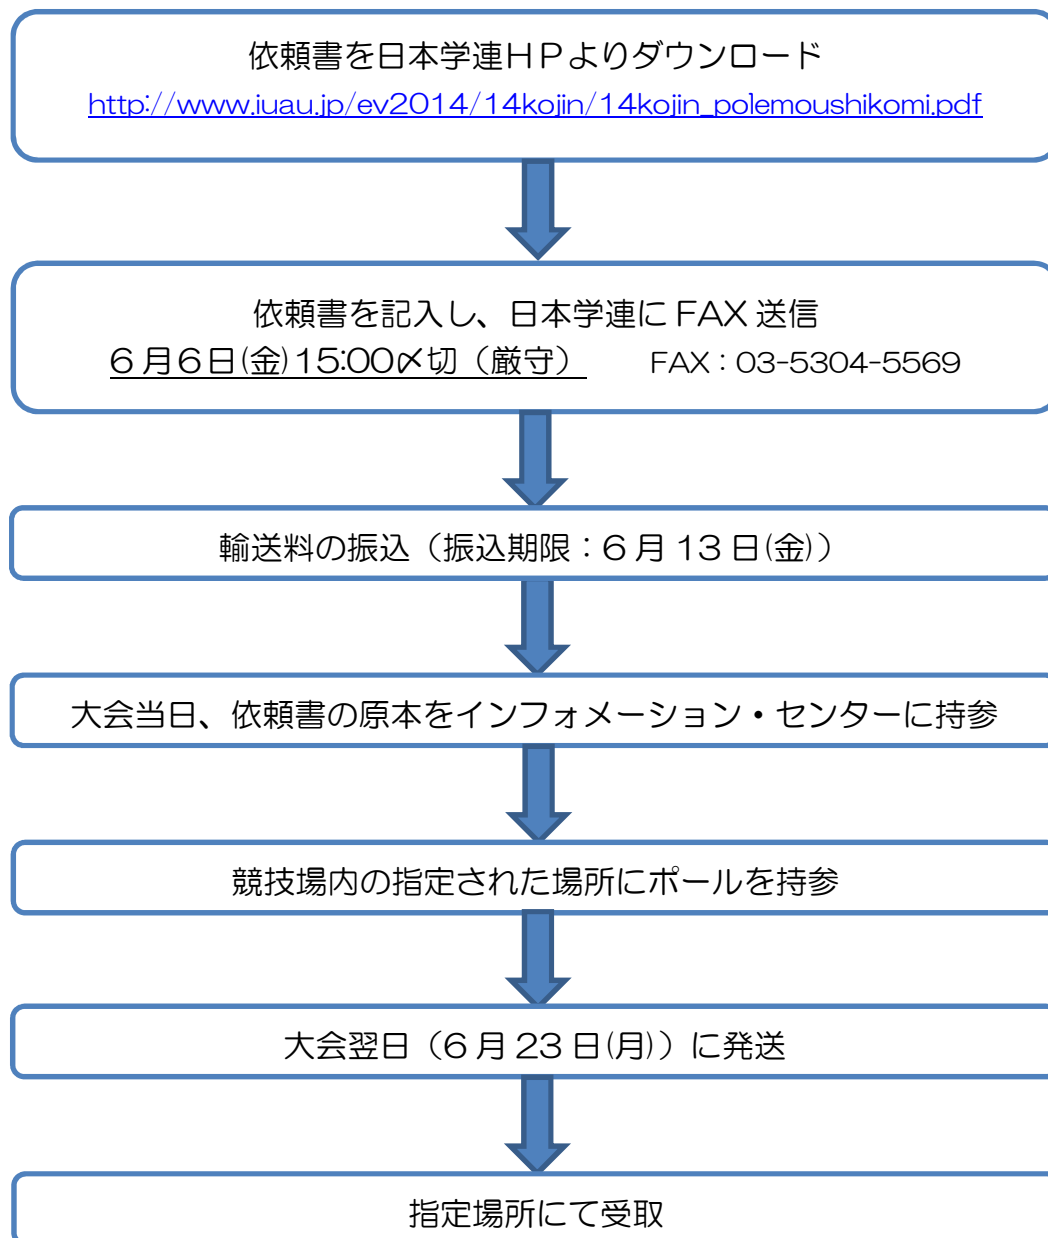 依頼書を日本学連HPよりダウンロード
http://www.iuau.jp/ev2014/14kojin/14kojin_polemoushikomi.pdf
依頼書を記入し、日本学連に FAX 送信
6月6日(金)15:00〆切（厳守） FAX：03-5304-5569
輸送料の振込（振込期限：6月13日(金)）
大会当日、依頼書の原本をインフォメーション・センターに持参
競技場内の指定された場所にポールを持参
大会翌日（6月23日(月)）に発送
指定場所にて受取